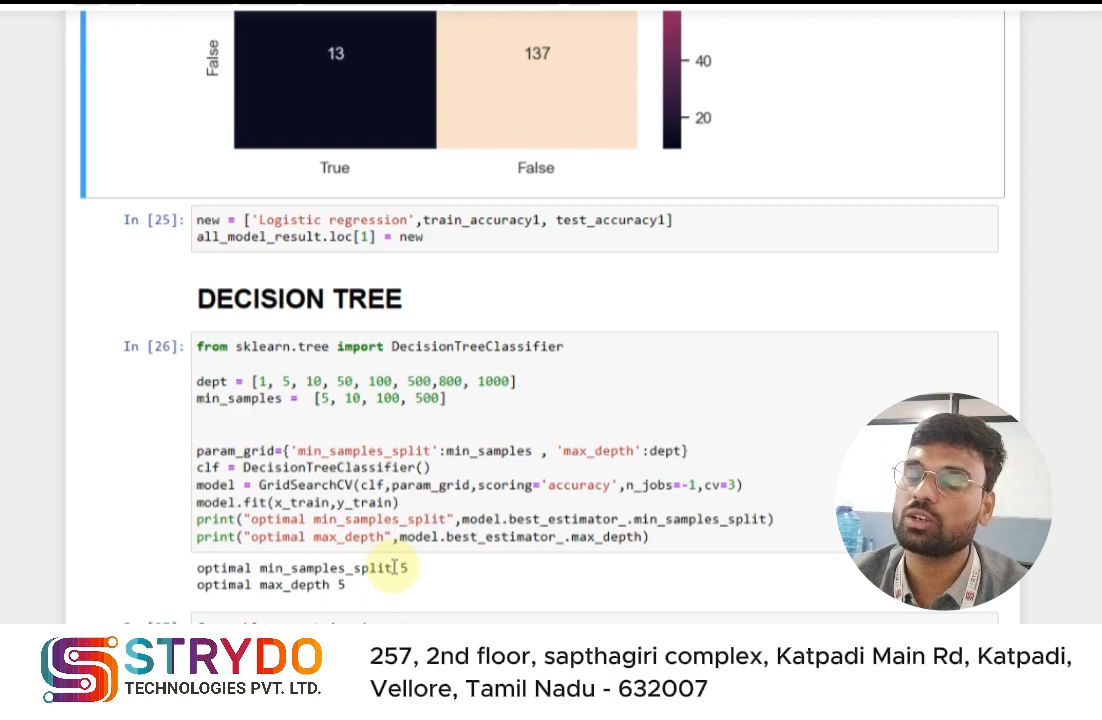 False
13
137
40
20
True
False
In [25]:
new = ['Logistic regression',train_accuracy1, test_accuracy1]
all_model_result.loc[1] = new
DECISION TREE
In [26]:
from sklearn.tree import DecisionTreeClassifier
dept = [1, 5, 10, 50, 100, 500,800, 1000]
min_samples =  [5, 10, 100, 500]
param_grid={'min_samples_split':min_samples , 'max_depth':dept}
clf = DecisionTreeClassifier()
model = GridSearchCV(clf,param_grid,scoring='accuracy',n_jobs=-1,cv=3)
model.fit(x_train,y_train)
print("optimal min_samples_split",model.best_estimator_.min_samples_split)
print("optimal max_depth",model.best_estimator_.max_depth)
optimal min_samples_split 5
optimal max_depth 5
STRYDO
TECHNOLOGIES PVT. LTD.
257, 2nd floor, sapthagiri complex, Katpadi Main Rd, Katpadi,
Vellore, Tamil Nadu - 632007